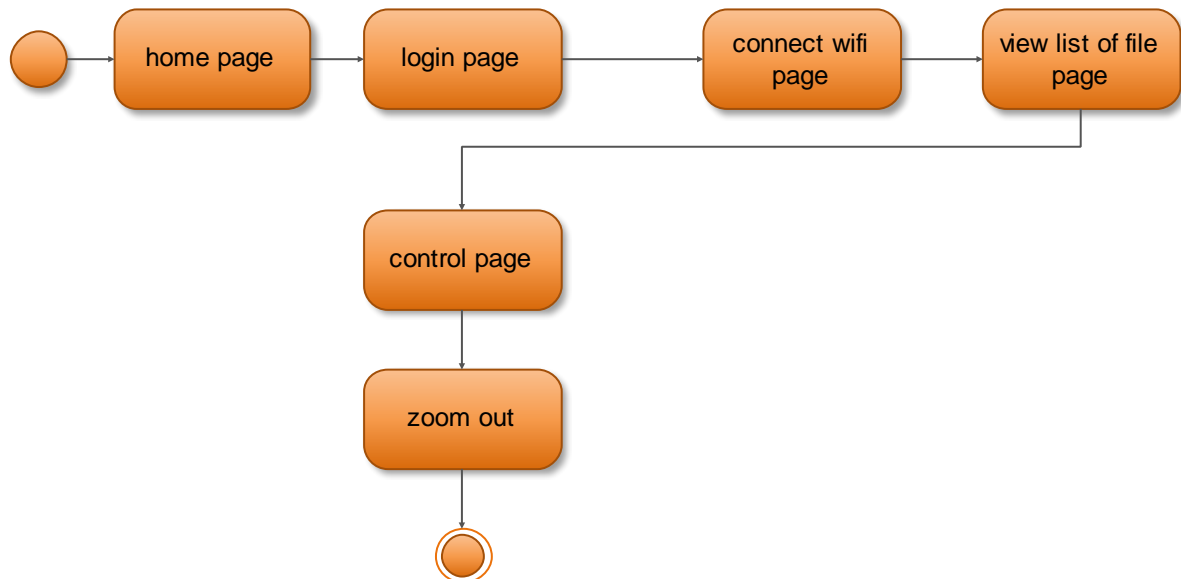 home page
login page
connect wifi
page
view list of file
page
control page
zoom out